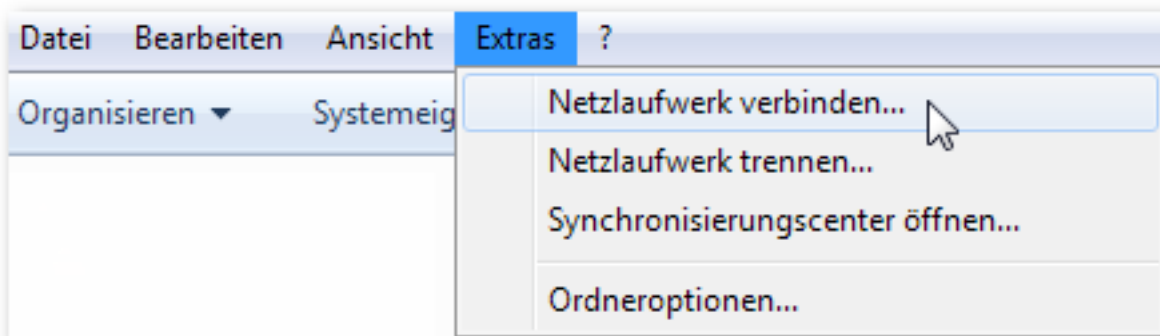 Datei Bearbeiten Ansicht Extras ?
Organisieren Systemeig
Netzlaufwerk verbinden...
Netzlaufwerk trennen...
Synchronisierungscenter öffnen...
Ordneroptionen...